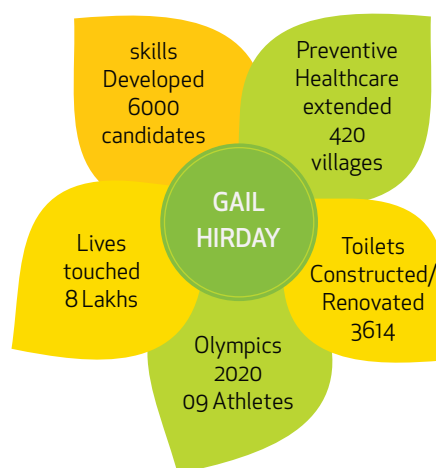 skills
Developed
6000
candidates
Preventive
Healthcare
extended
420
villages
GAIL
HIRDAY
Lives
touched
8 Lakhs
Toilets
Constructed/
Renovated
3614
Olympics
2020
09 Athletes